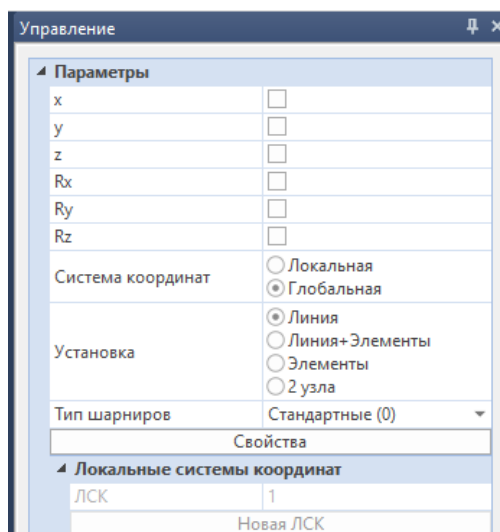 Управление
Параметры
x
y
z
Rx
Ry
Rz
Система координат
Локальная
Глобальная
Установка
Линия
Линия+Элементы
Элементы
2 узла
Тип шарниров Стандартные (0)
Свойства
Локальные системы координат
ЛСК 1
Новая ЛСК